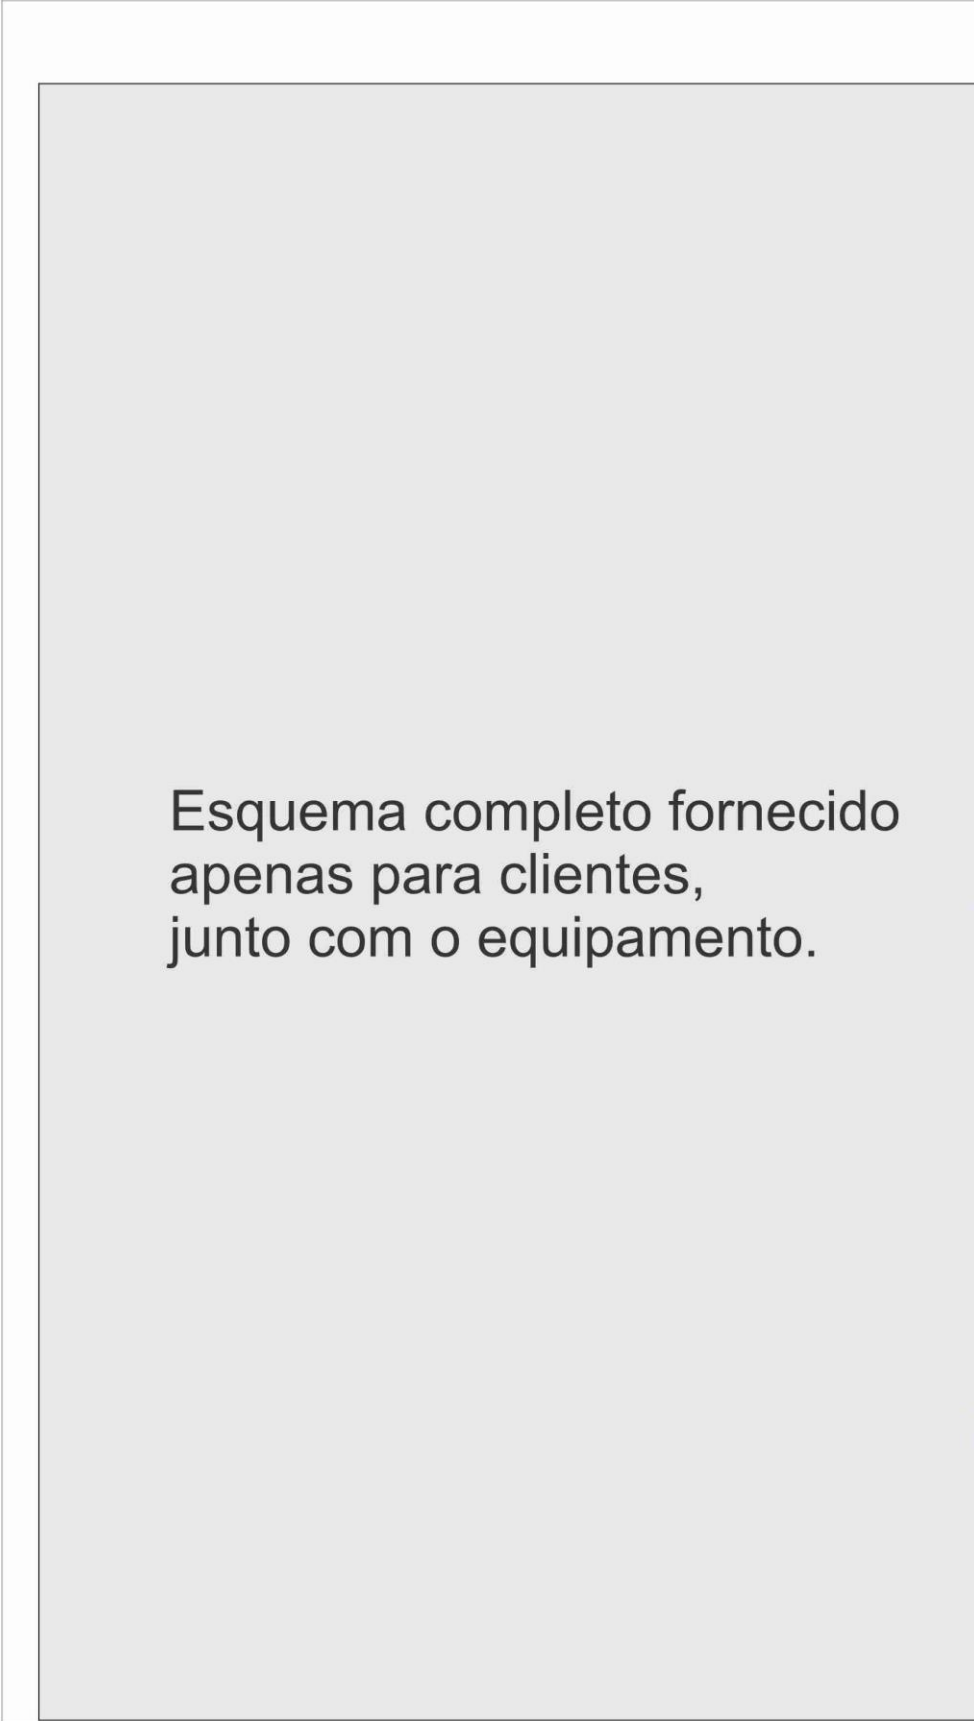 Esquema completo fornecido
apenas para clientes,
junto com o equipamento.